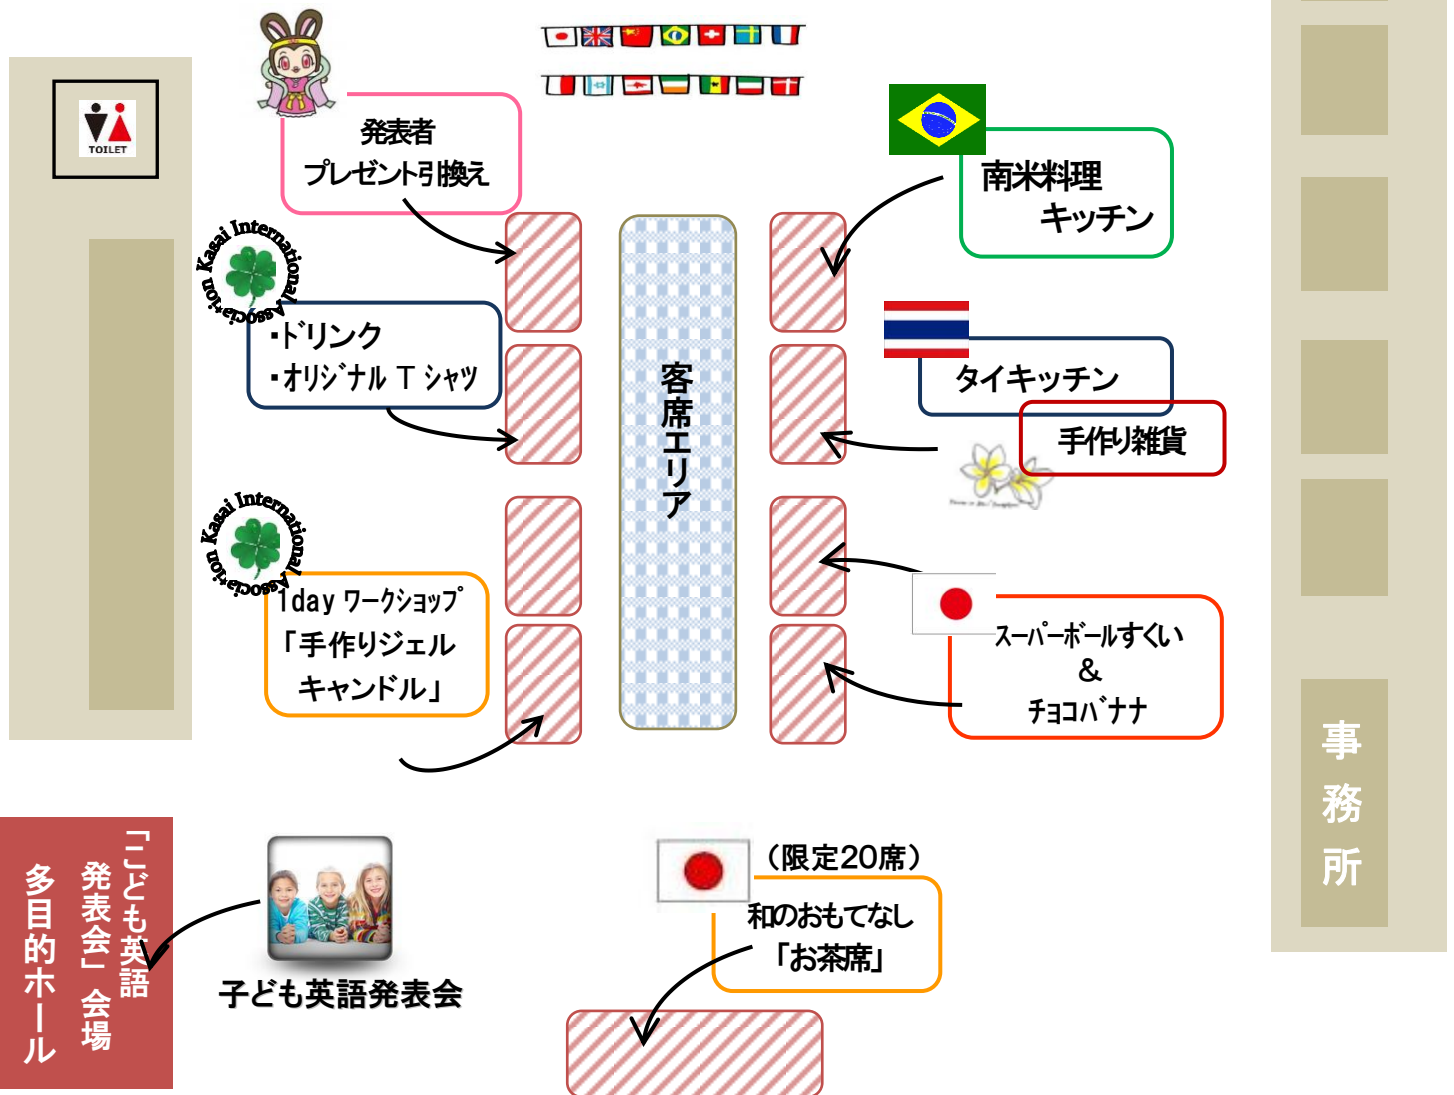 TOILET
発表者
プレゼント引換え
南米料理
キッチン
Kasai International Association
・ドリンク
・オリジナルTシャツ
客席エリア
タイキッチン
手作り雑貨
Kasai International Association
1dayワークショップ
「手作りジェル
キャンドル」
スーパーボールすくい
&
チョコバナナ
事務所
「こども英語
発表会」会場
多目的ホール
子ども英語発表会
(限定20席)
和のおもてなし
「お茶席」